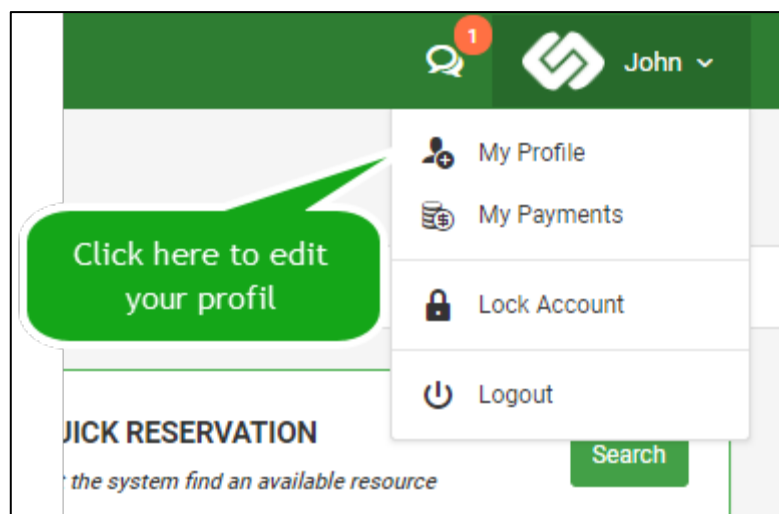 1
John
My Profile
My Payments
Click here to edit
your profil
Lock Account
Logout
UICK RESERVATION
Search
the system find an available resource